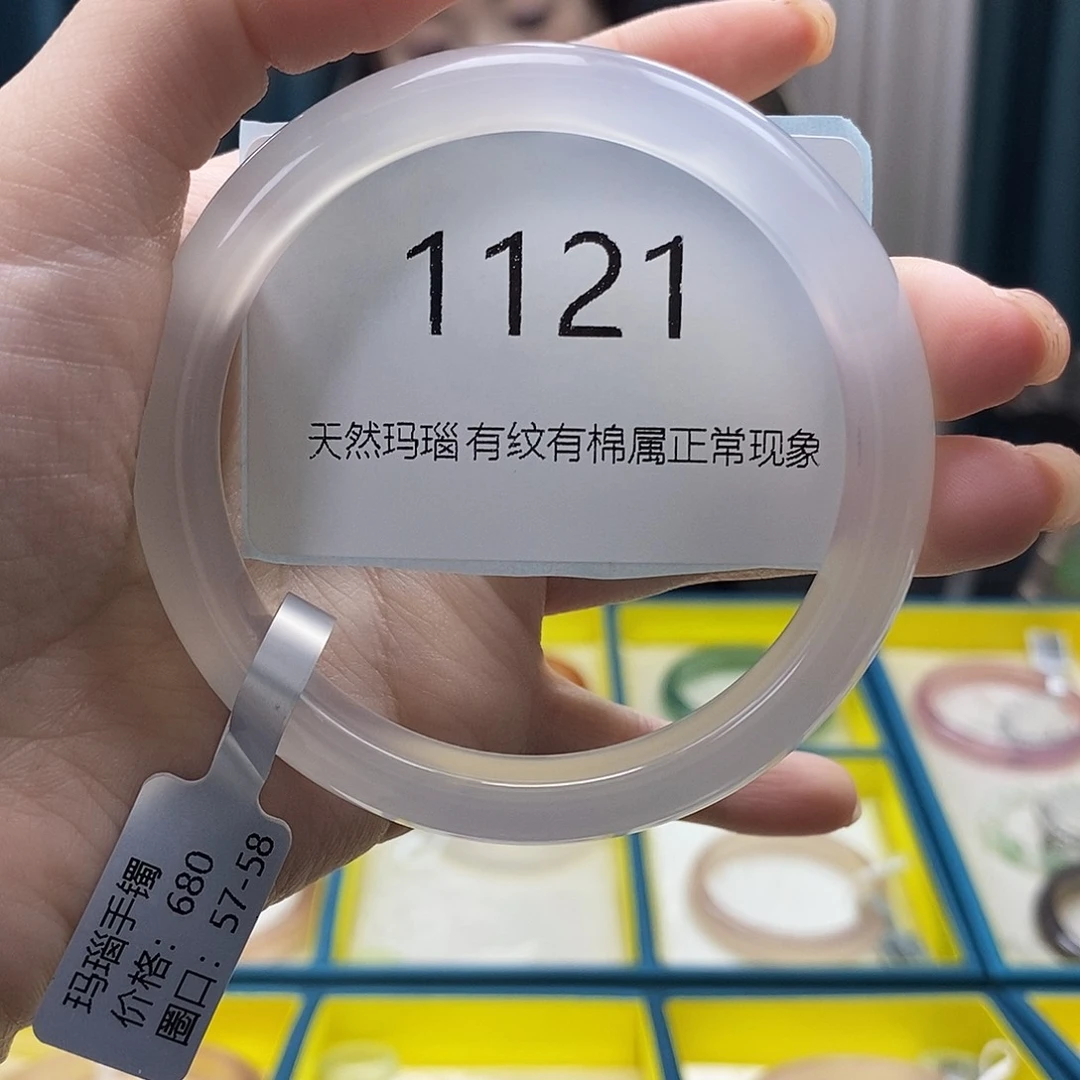 1121
天然玛瑙 有纹有棉属正常现象
玛瑙手镯
价格：680
圈口：57-58